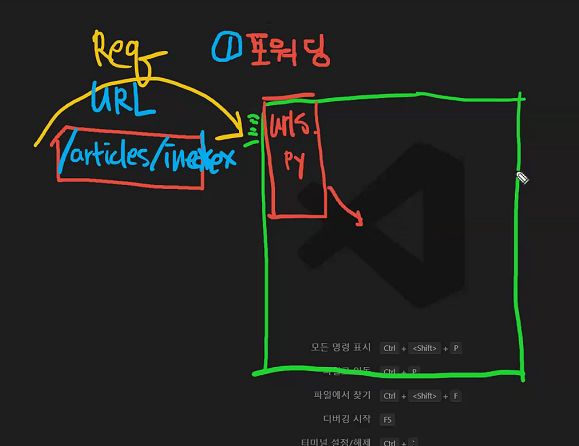 Req
① 포워딩
URL
/articles/index
urls.
py
모든 명령 표시 Ctrl + <Shift> + P
Ctrl + P
파일에서 찾기 Ctrl + <Shift> + F
디버깅 시작 F5
터미널 설정/해제 Ctrl + `